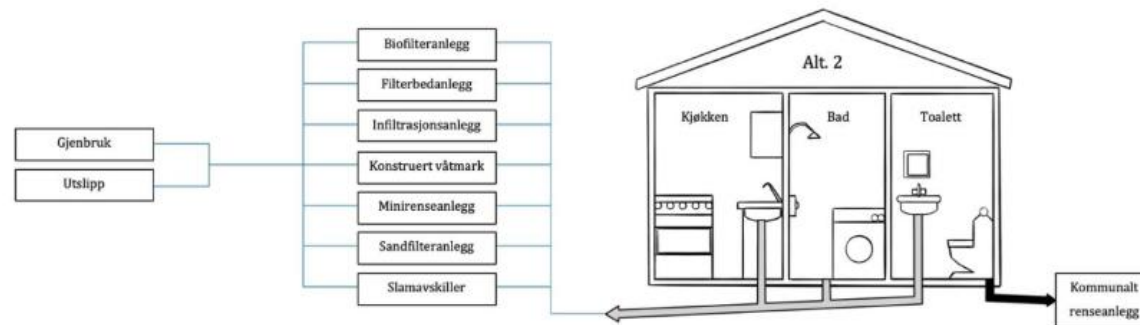 Gjenbruk
Utslipp
Biofilteranlegg
Filterbedanlegg
Infiltrasjonsanlegg
Konstruert våtmark
Minirenseanlegg
Sandfilteranlegg
Slamavskiller
Alt. 2
Kjøkken
Bad
Toalett
Kommunalt
renseanlegg